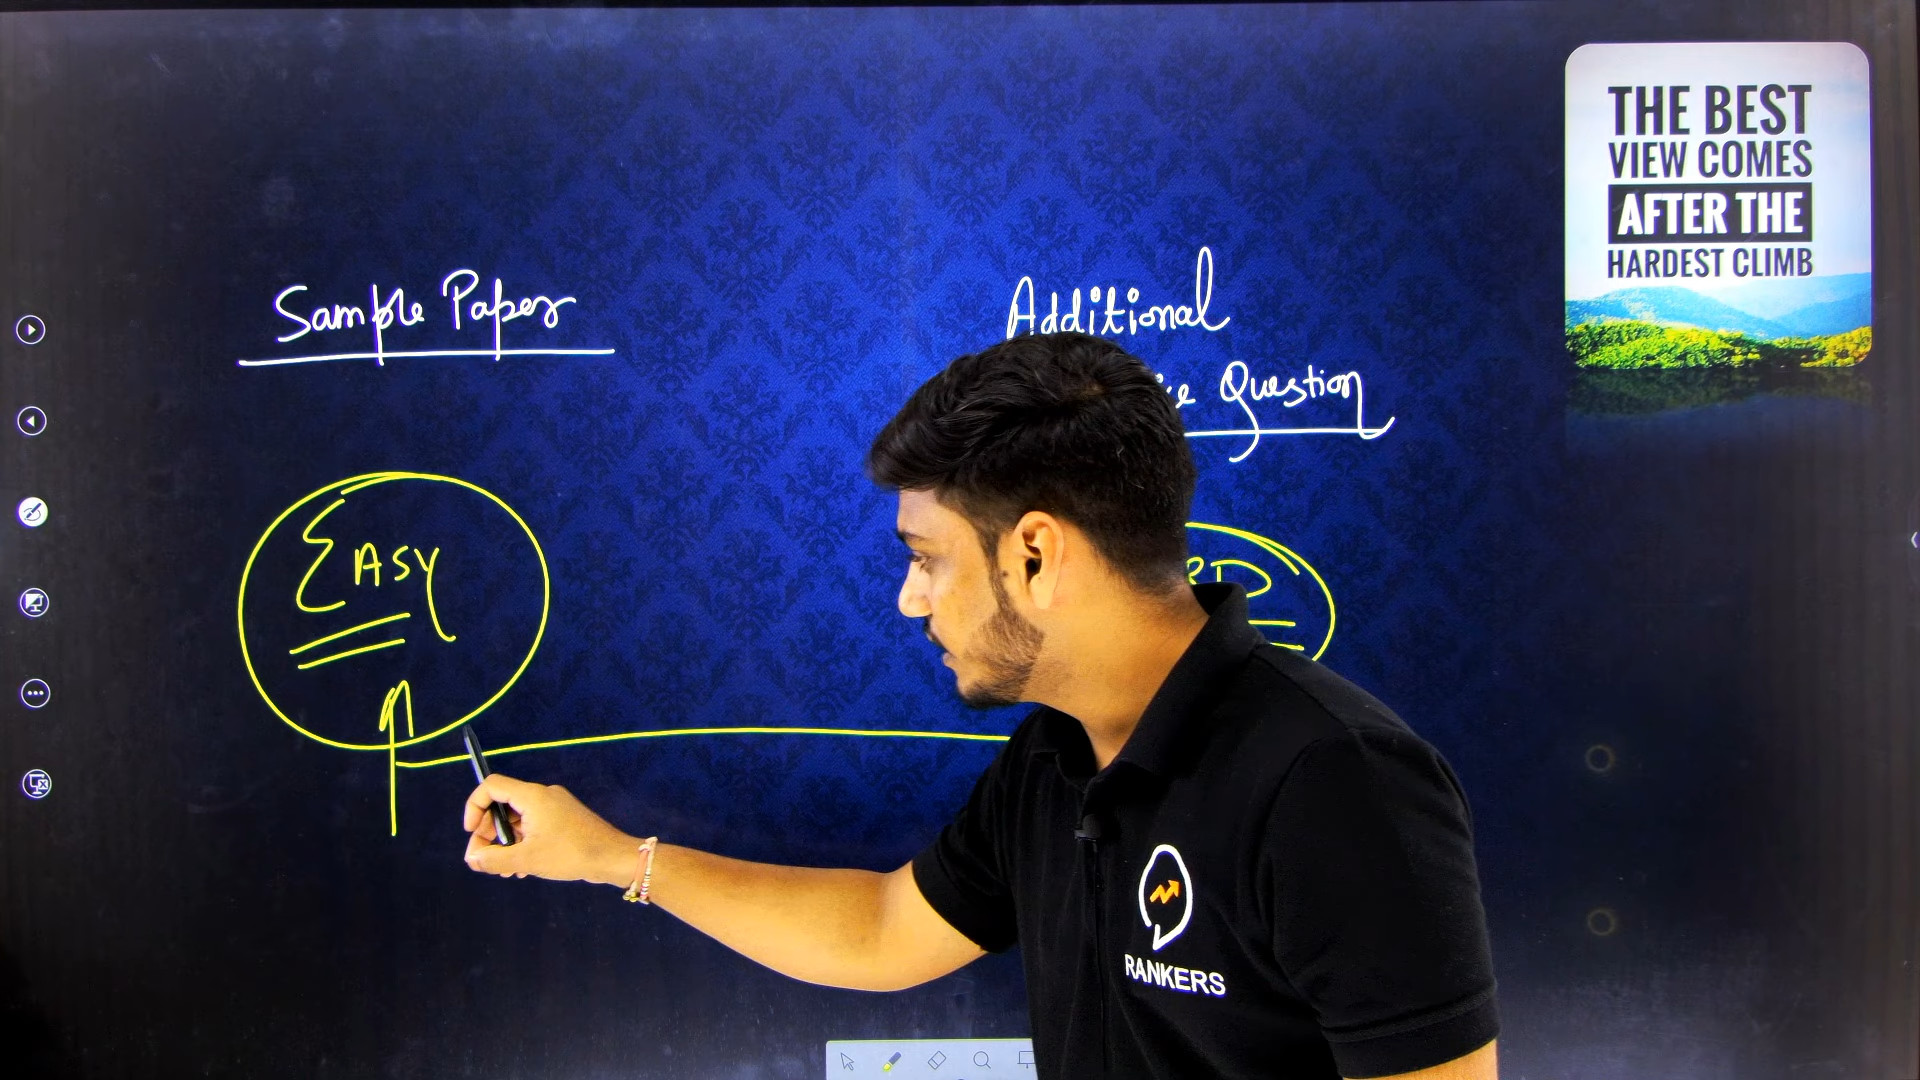 THE BEST
VIEW COMES
AFTER THE
HARDEST CLIMB
Sample Paper
Additional
Question
EASY
RANKERS